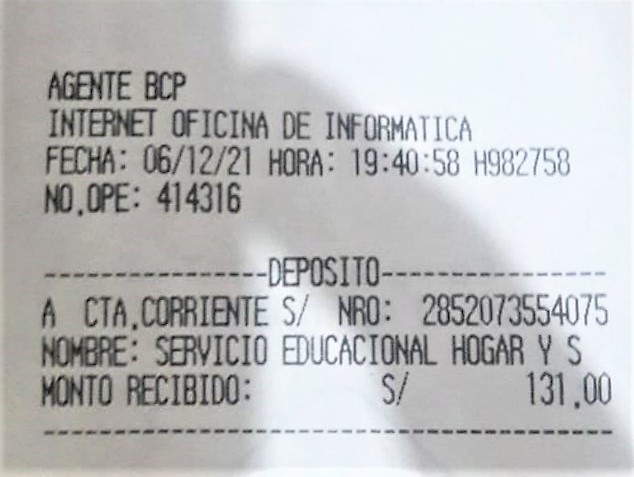 AGENTE BCP
INTERNET OFICINA DE INFORMATICA
FECHA: 06/12/21 HORA: 19:40:58 H982758
NO.OPE: 414316
----------------DEPOSITO----------------
A CTA.CORRIENTE S/ NRO: 2852073554075
NOMBRE: SERVICIO EDUCACIONAL HOGAR Y S
MONTO RECIBIDO: S/ 131.00